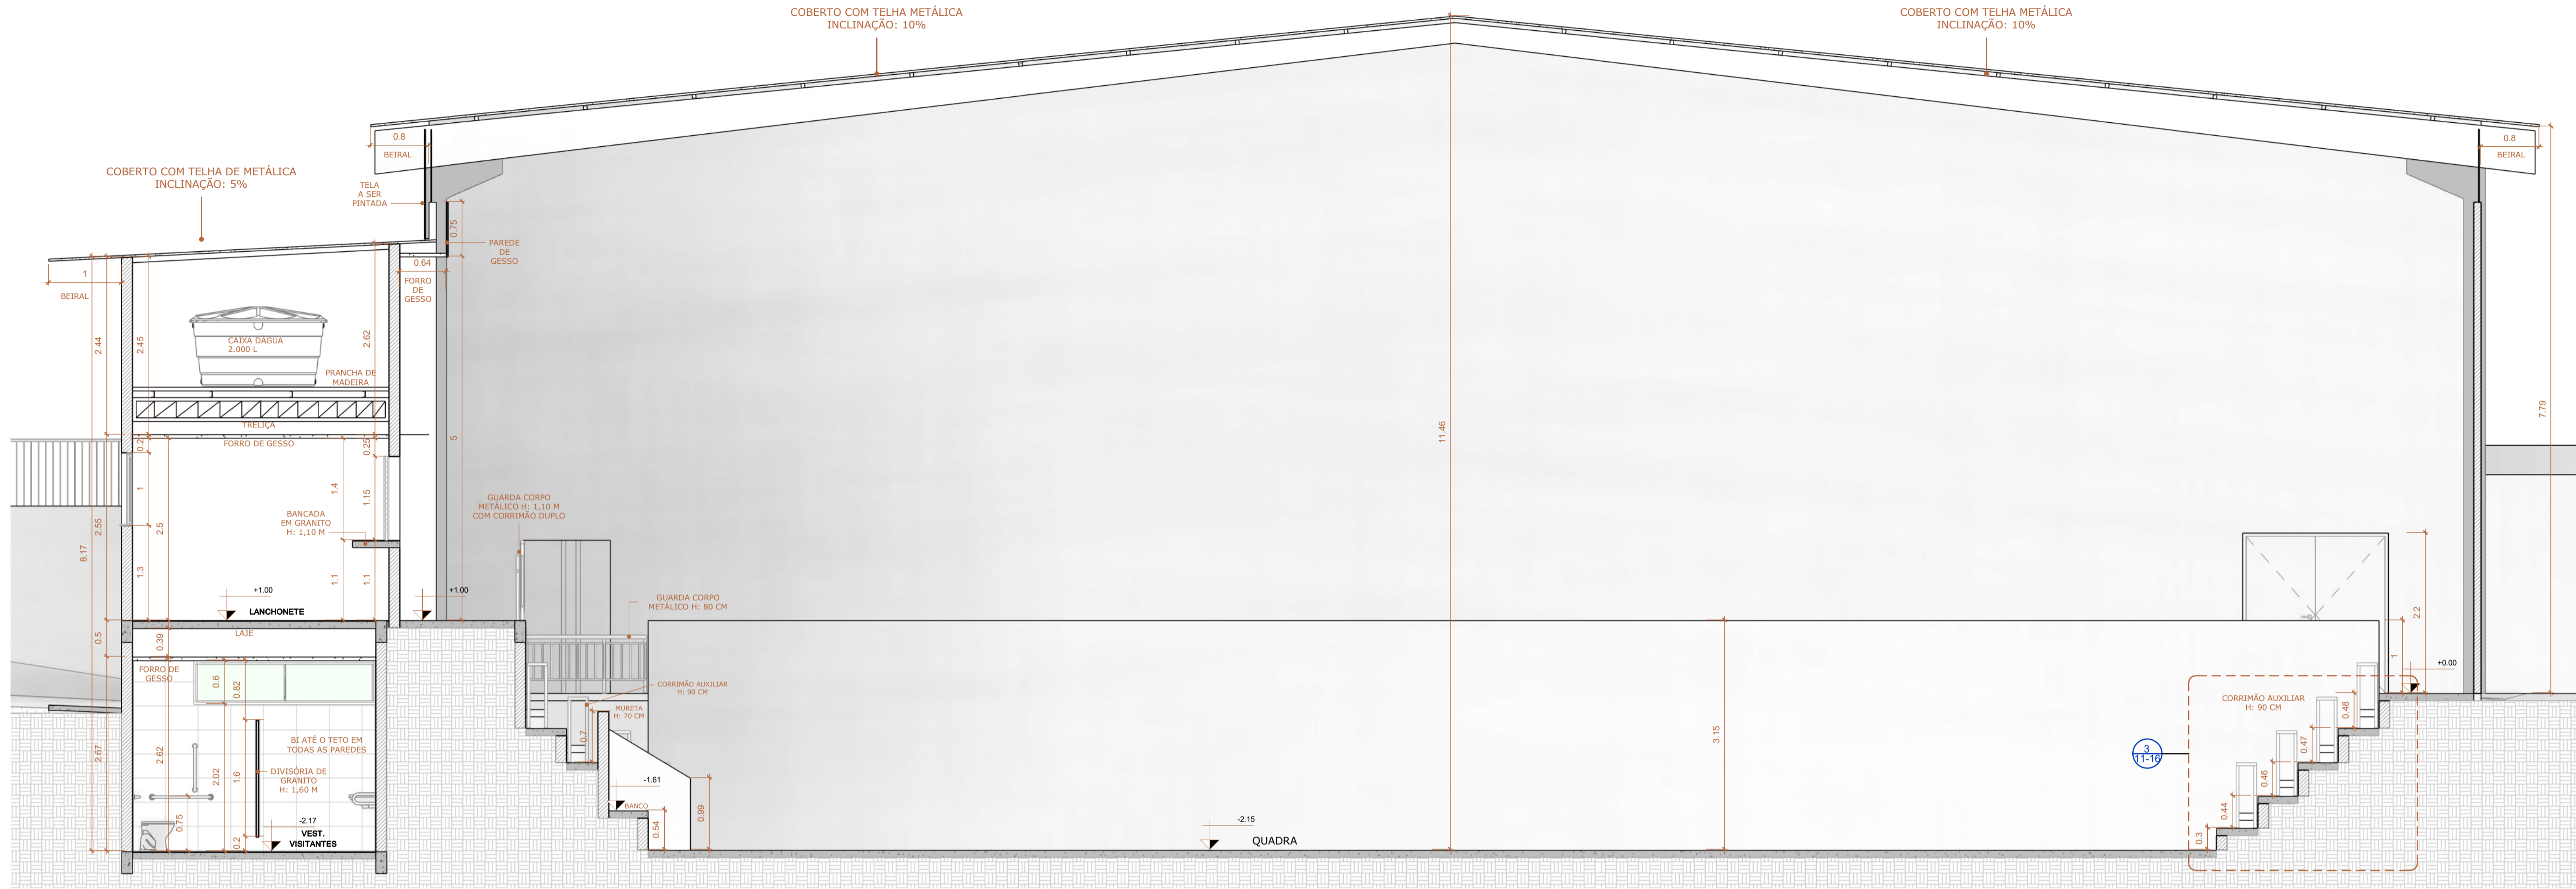 COBERTO COM TELHA METÁLICA
INCLINAÇÃO: 10%
COBERTO COM TELHA METÁLICA
INCLINAÇÃO: 10%
0.8
BEIRAL
0.8
BEIRAL
COBERTO COM TELHA DE METÁLICA
INCLINAÇÃO: 5%
TELA
A SER
PINTADA
0.75
PAREDE
DE
GESSO
0.64
FORRO
DE
GESSO
1
BEIRAL
2.44
2.45
2.62
CAIXA DÁGUA
2.000 L
PRANCHA DE
MADEIRA
TRELIÇA
FORRO DE GESSO
0.2
0.25
5
11.46
7.79
1
1.4
1.15
2.55
2.5
8.17
BANCADA
EM GRANITO
H: 1,10 M
GUARDA CORPO
METÁLICO H: 1,10 M
COM CORRIMÃO DUPLO
1.3
1.1
1.1
+1.00
LANCHONETE
+1.00
GUARDA CORPO
METÁLICO H: 80 CM
2.2
LAJE
0.5
0.39
FORRO DE
GESSO
0.6
0.82
CORRIMÃO AUXILIAR
H: 90 CM
MURETA
H: 70 CM
0.7
1
+0.00
CORRIMÃO AUXILIAR
H: 90 CM
0.48
0.47
0.46
0.44
0.3
3
11-16
3.15
2.67
2.62
2.02
1.6
BI ATÉ O TETO EM
TODAS AS PAREDES
DIVISÓRIA DE
GRANITO
H: 1,60 M
0.75
0.2
-2.17
VEST.
VISITANTES
-1.61
BANCO
0.54
0.99
-2.15
QUADRA